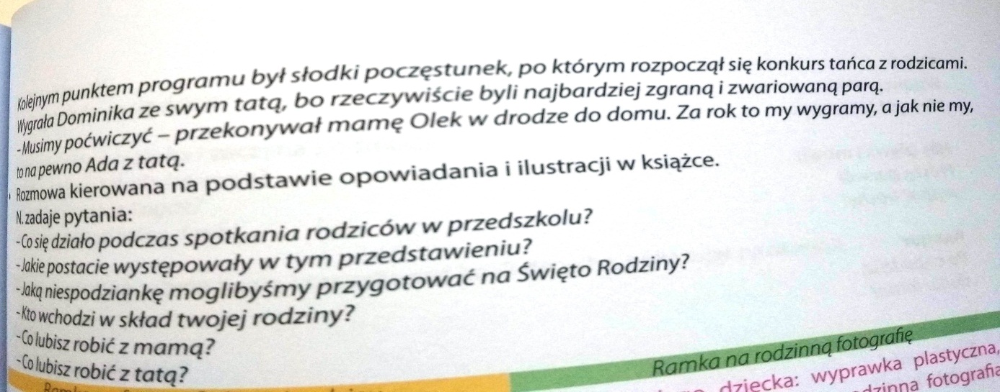 Kolejnym punktem programu był słodki poczęstunek, po którym rozpoczął się konkurs tańca z rodzicami.
Wygrała Dominika ze swym tatą, bo rzeczywiście byli najbardziej zgraną i zwariowaną parą.
- Musimy poćwiczyć – przekonywał mamę Olek w drodze do domu. Za rok to my wygramy, a jak nie my,
to na pewno Ada z tatą.
• Rozmowa kierowana na podstawie opowiadania i ilustracji w książce.
N. zadaje pytania:
- Co się działo podczas spotkania rodziców w przedszkolu?
- Jakie postacie występowały w tym przedstawieniu?
- Jaką niespodziankę moglibyśmy przygotować na Święto Rodziny?
- Kto wchodzi w skład twojej rodziny?
- Co lubisz robić z mamą?
- Co lubisz robić z tatą?
Ramka na rodzinną fotografię
dziecka: wyprawka plastyczna,
fotografia